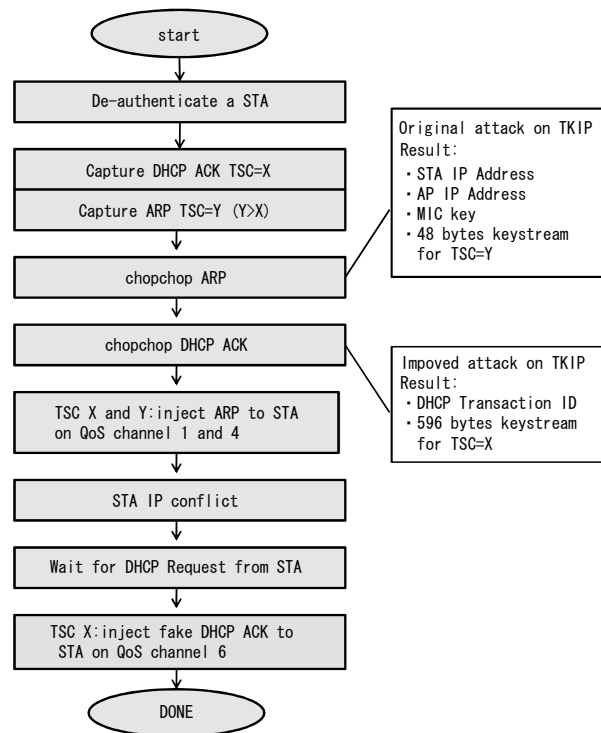 start
De-authenticate a STA
Capture DHCP ACK TSC=X
Capture ARP TSC=Y (Y>X)
chopchop ARP
chopchop DHCP ACK
TSC X and Y:inject ARP to STA
on QoS channel 1 and 4
STA IP conflict
Wait for DHCP Request from STA
TSC X:inject fake DHCP ACK to
STA on QoS channel 6
DONE
Original attack on TKIP
Result:
・STA IP Address
・AP IP Address
・MIC key
・48 bytes keystream
for TSC=Y
Impoved attack on TKIP
Result:
・DHCP Transaction ID
・596 bytes keystream
for TSC=X